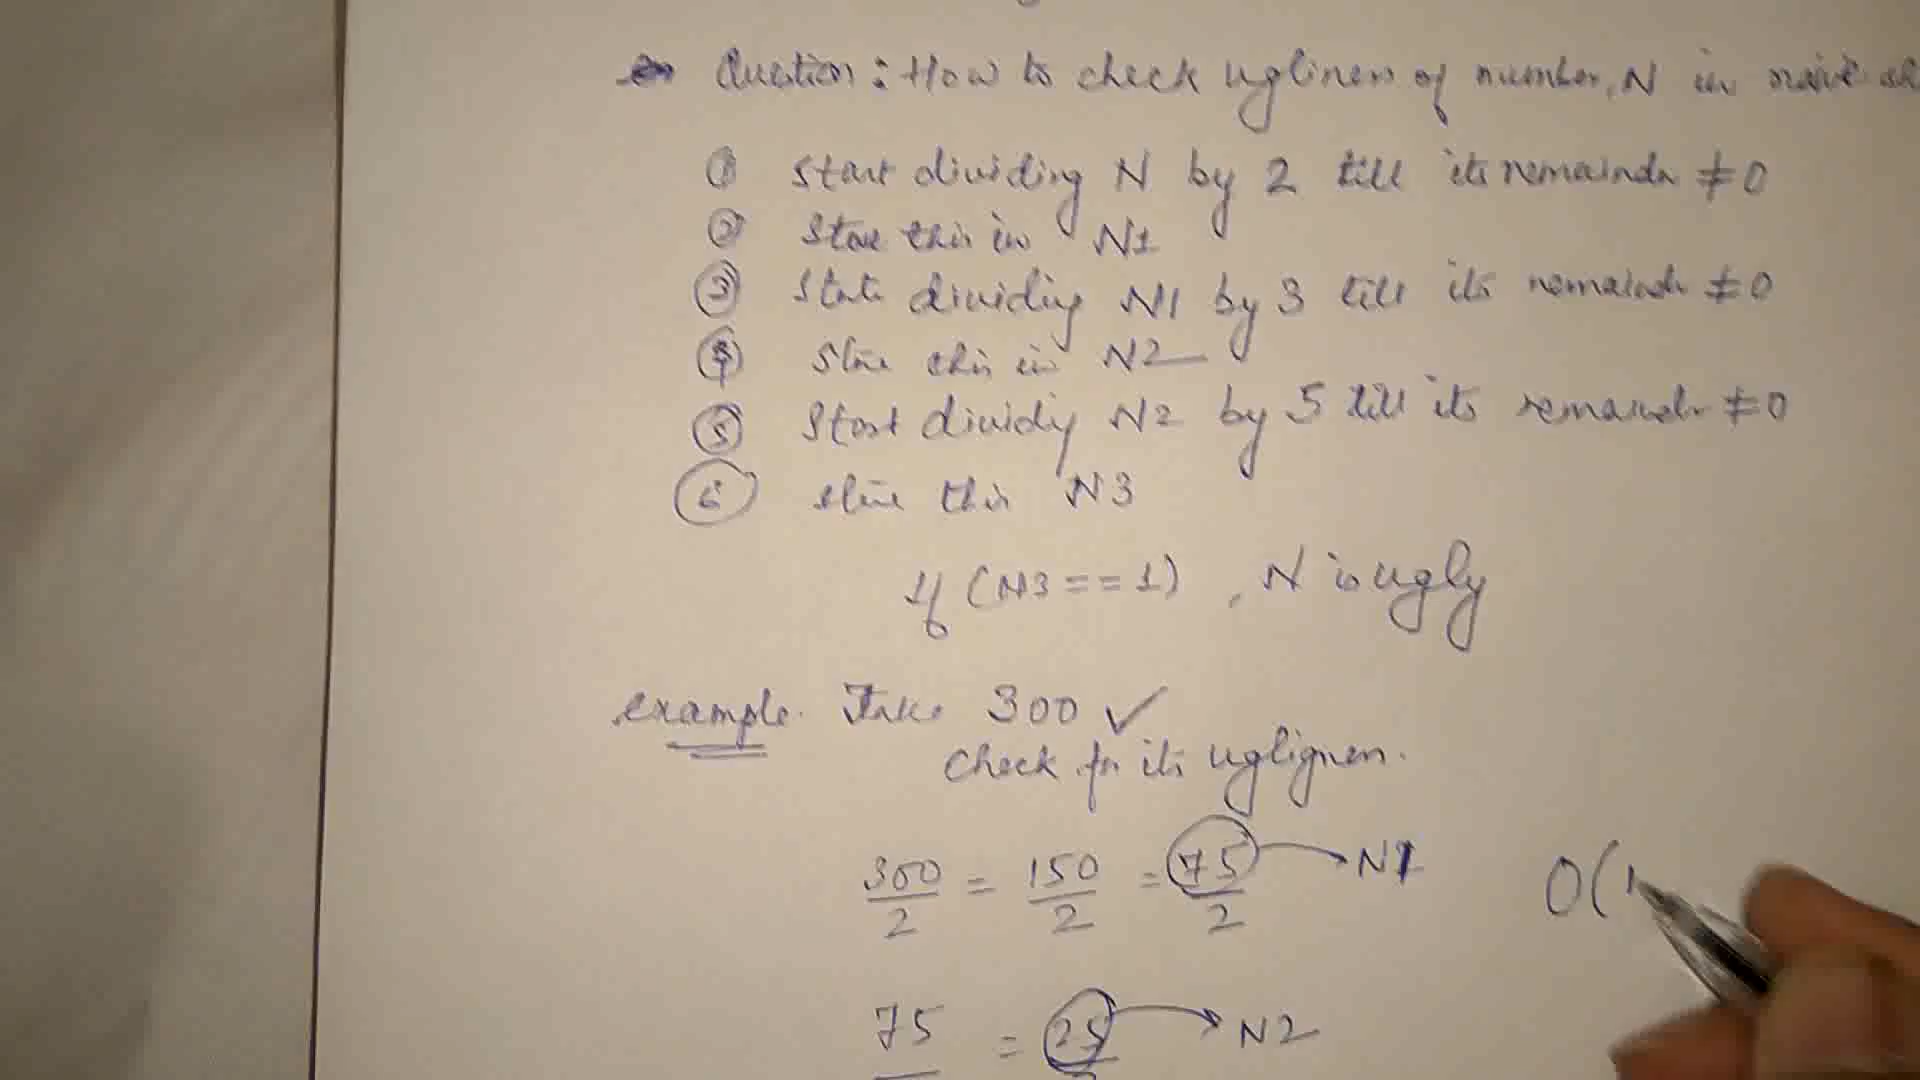 Question: How to check ugliness of number, N in naive
① Start dividing N by 2 till its remainder ≠0
② Store this in N1
③ Start dividing N1 by 3 till its remainder ≠0
④ Store this in N2
⑤ Start dividing N2 by 5 till its remainder ≠0
⑥ store this N3
if (N3==1), N is ugly
example. Take 300 ✓
Check for its uglignen.
300/2 = 150/2 = 75/2 → N1 O(
75 = 25 → N2